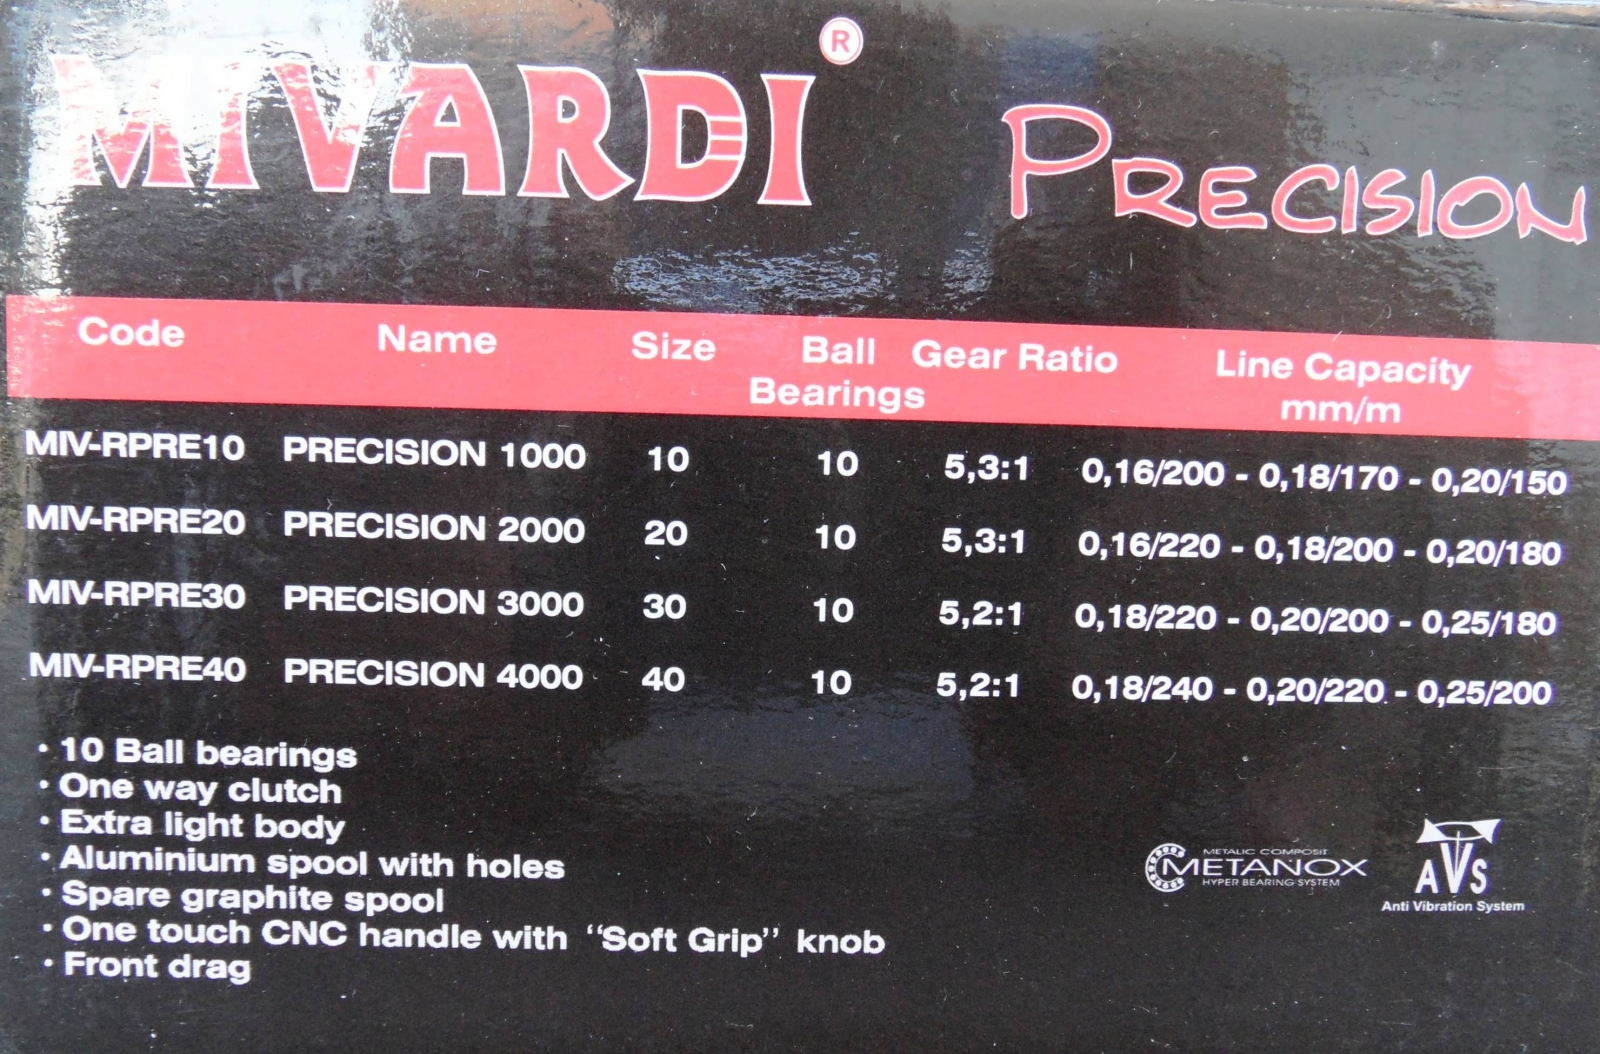 MIVARDI ® PRECISION
Code Name Size Ball Bearings Gear Ratio Line Capacity mm/m
MIV-RPRE10 PRECISION 1000 10 10 5,3:1 0,16/200 - 0,18/170 - 0,20/150
MIV-RPRE20 PRECISION 2000 20 10 5,3:1 0,16/220 - 0,18/200 - 0,20/180
MIV-RPRE30 PRECISION 3000 30 10 5,2:1 0,18/220 - 0,20/200 - 0,25/180
MIV-RPRE40 PRECISION 4000 40 10 5,2:1 0,18/240 - 0,20/220 - 0,25/200
· 10 Ball bearings
· One way clutch
· Extra light body
· Aluminium spool with holes
· Spare graphite spool
· One touch CNC handle with “Soft Grip” knob
· Front drag
METALIC COMPOSIT
METANOX
HYPER BEARING SYSTEM
AVS
Anti Vibration System